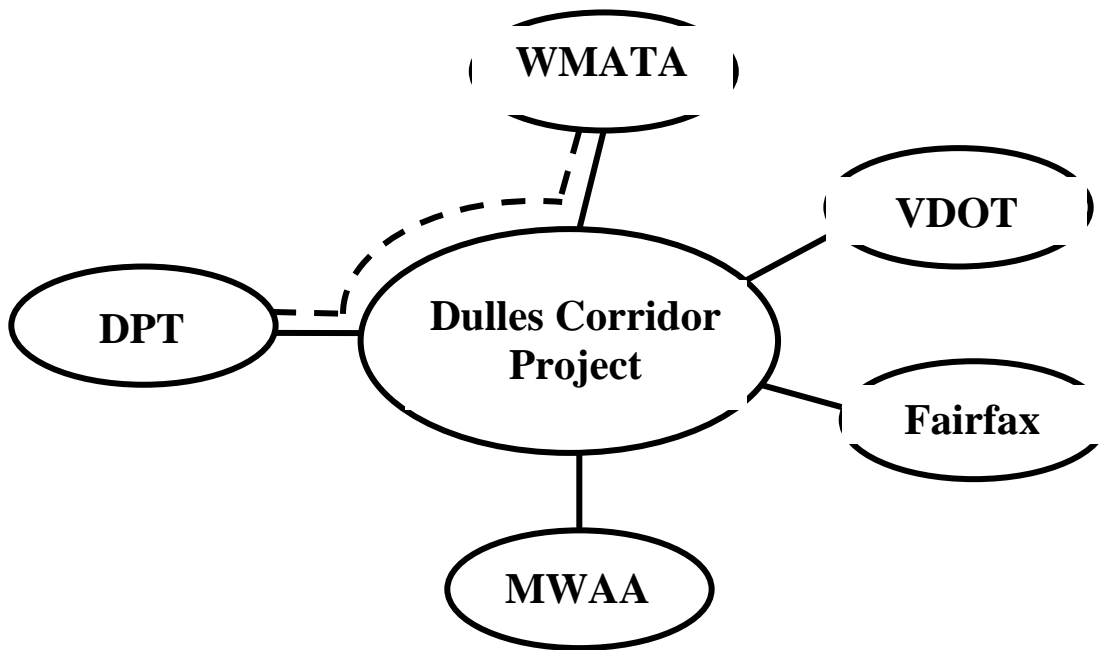 WMATA
VDOT
DPT
Dulles Corridor
Project
Fairfax
MWAA